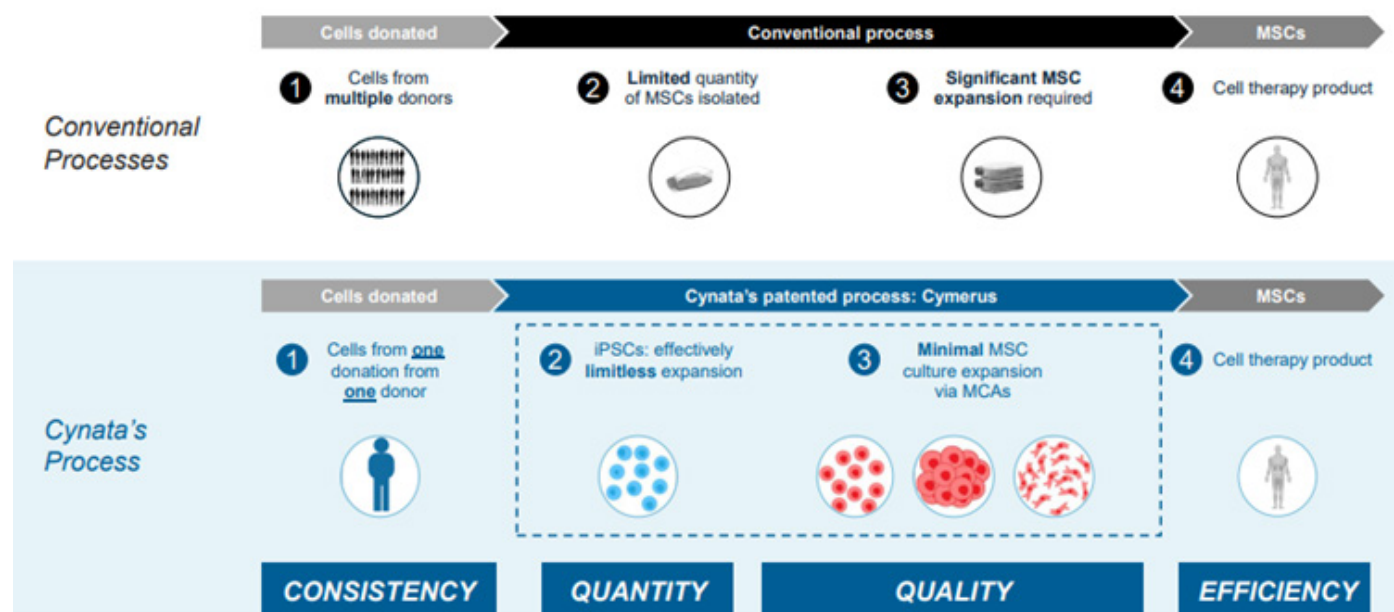 Cells donated
Conventional process
MSCs
1
Cells from
multiple donors
2
Limited quantity
of MSCs isolated
3
Significant MSC
expansion required
4
Cell therapy product
Conventional
Processes
Cells donated
Cynata's patented process: Cymerus
MSCs
1
Cells from one
donation from
one donor
2
iPSCs: effectively
limitless expansion
3
Minimal MSC
culture expansion
via MCAs
4
Cell therapy product
Cynata's
Process
CONSISTENCY
QUANTITY
QUALITY
EFFICIENCY